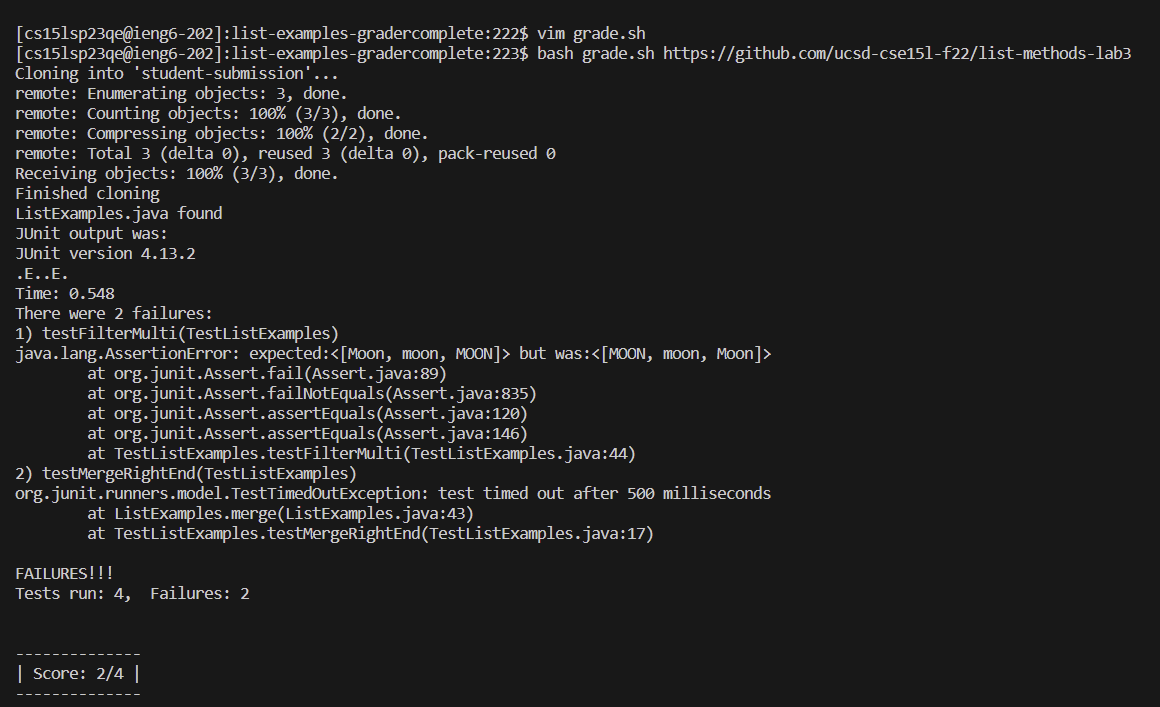 [cs15lsp23qe@ieng6-202]:list-examples-gradercomplete:222$ vim grade.sh
[cs15lsp23qe@ieng6-202]:list-examples-gradercomplete:223$ bash grade.sh https://github.com/ucsd-cse15l-f22/list-methods-lab3
Cloning into 'student-submission'...
remote: Enumerating objects: 3, done.
remote: Counting objects: 100% (3/3), done.
remote: Compressing objects: 100% (2/2), done.
remote: Total 3 (delta 0), reused 3 (delta 0), pack-reused 0
Receiving objects: 100% (3/3), done.
Finished cloning
ListExamples.java found
JUnit output was:
JUnit version 4.13.2
.E..E.
Time: 0.548
There were 2 failures:
1) testFilterMulti(TestListExamples)
java.lang.AssertionError: expected:<[Moon, moon, MOON]> but was:<[MOON, moon, Moon]>
        at org.junit.Assert.fail(Assert.java:89)
        at org.junit.Assert.failNotEquals(Assert.java:835)
        at org.junit.Assert.assertEquals(Assert.java:120)
        at org.junit.Assert.assertEquals(Assert.java:146)
        at TestListExamples.testFilterMulti(TestListExamples.java:44)
2) testMergeRightEnd(TestListExamples)
org.junit.runners.model.TestTimedOutException: test timed out after 500 milliseconds
        at ListExamples.merge(ListExamples.java:43)
        at TestListExamples.testMergeRightEnd(TestListExamples.java:17)

FAILURES!!!
Tests run: 4,  Failures: 2


--------------
| Score: 2/4 |
--------------